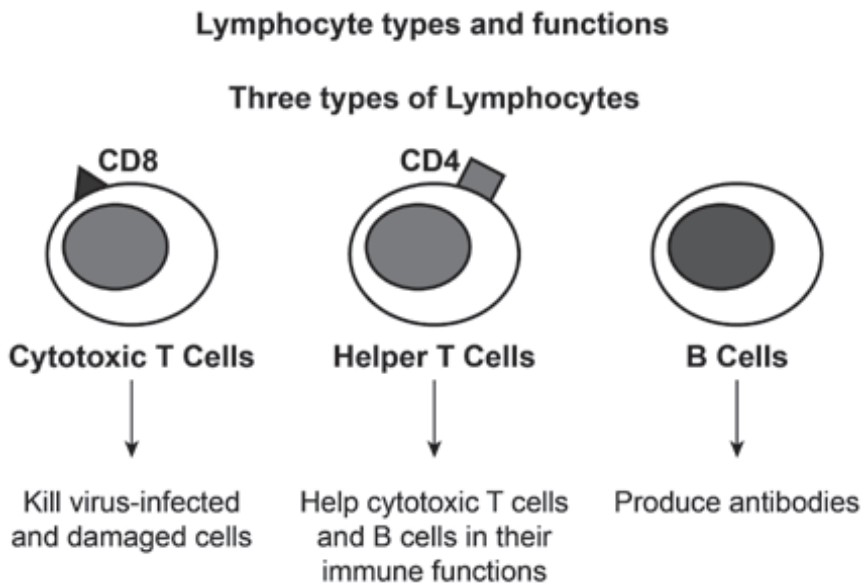 Lymphocyte types and functions
Three types of Lymphocytes
CD8
CD4
Cytotoxic T Cells
Helper T Cells
B Cells
Kill virus-infected
and damaged cells
Help cytotoxic T cells
and B cells in their
immune functions
Produce antibodies